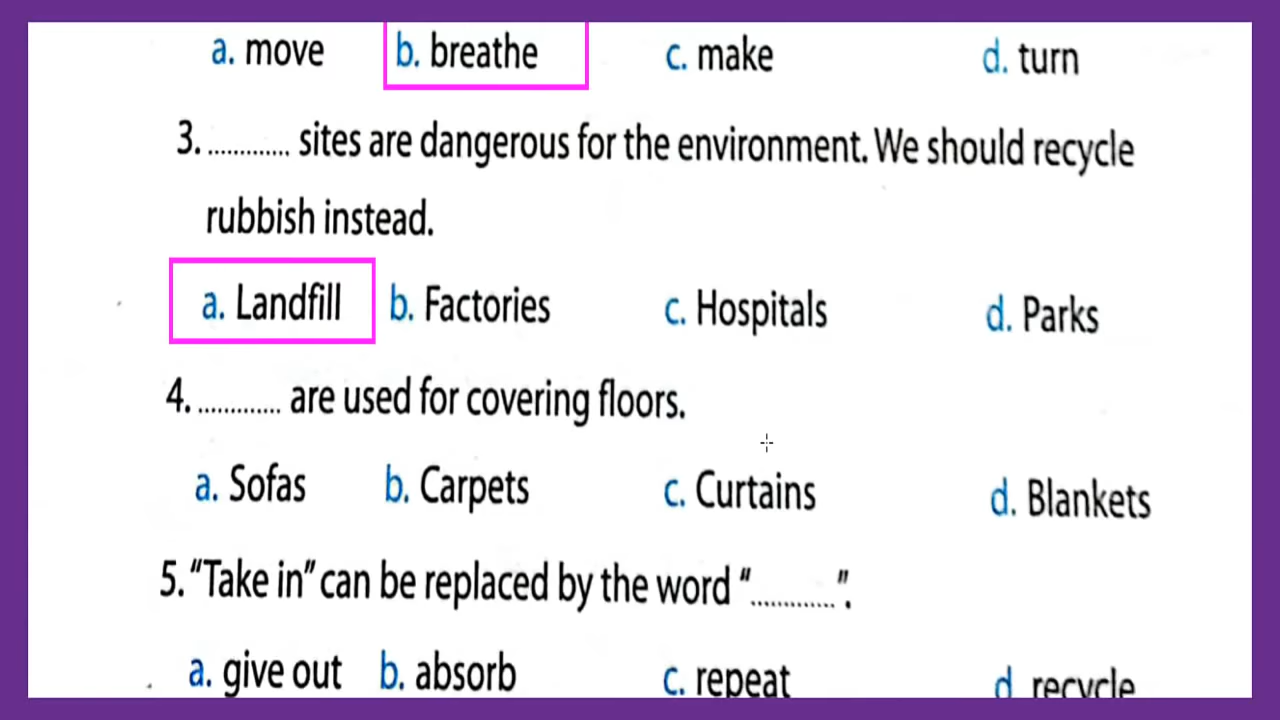 a. move b. breathe c. make d. turn
3. ............. sites are dangerous for the environment. We should recycle
rubbish instead.
a. Landfill b. Factories c. Hospitals d. Parks
4. ............. are used for covering floors.
a. Sofas b. Carpets c. Curtains d. Blankets
5. “Take in” can be replaced by the word “.............”.
a. give out b. absorb c. repeat d. recycle